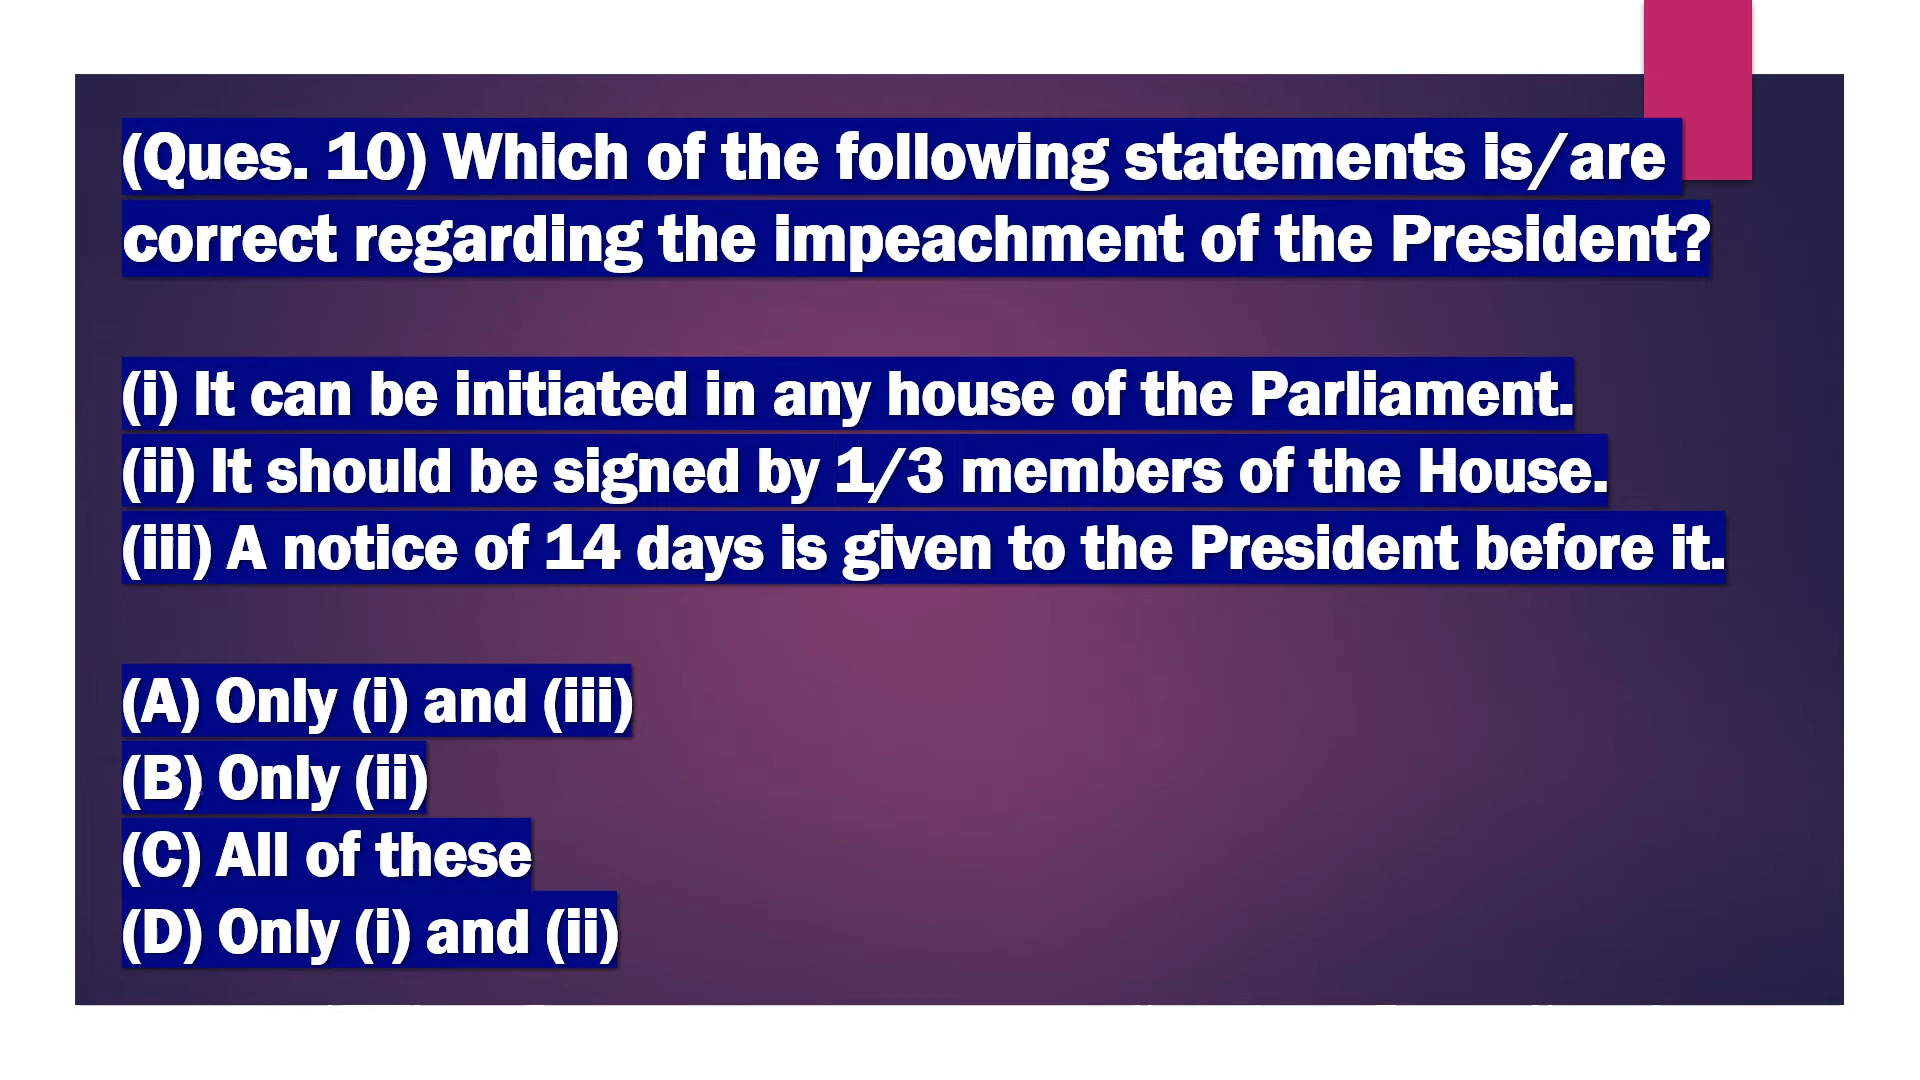 (Ques. 10) Which of the following statements is/are
correct regarding the impeachment of the President?
(i) It can be initiated in any house of the Parliament.
(ii) It should be signed by 1/3 members of the House.
(iii) A notice of 14 days is given to the President before it.
(A) Only (i) and (iii)
(B) Only (ii)
(C) All of these
(D) Only (i) and (ii)